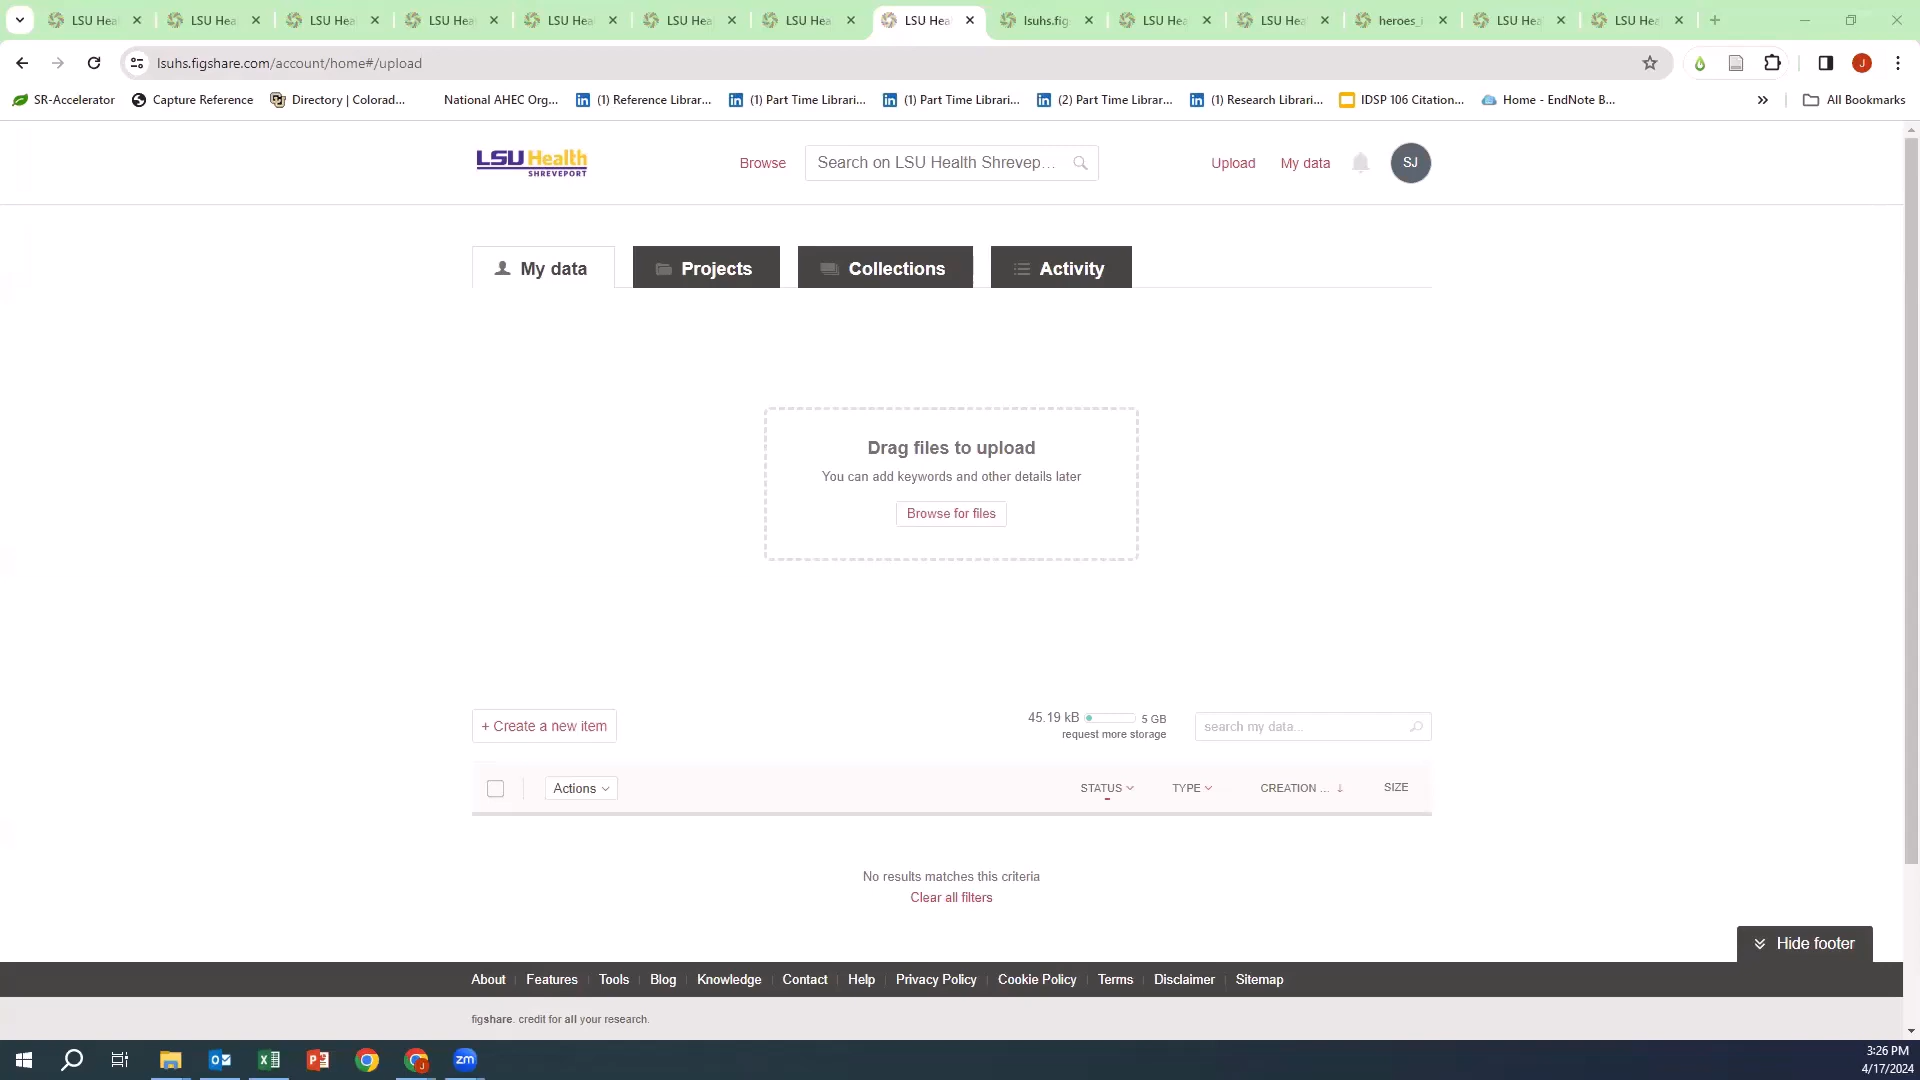 LSU Hea
LSU Hea
LSU Hea
LSU Hea
LSU Hea
LSU Hea
LSU Hea
LSU Hea
lsuhs.fig
LSU Hea
LSU Hea
heroes_i
LSU Hea
LSU Hea
lsuhs.figshare.com/account/home#/upload
J
SR-Accelerator
Capture Reference
Directory | Colorad...
National AHEC Org...
(1) Reference Librar...
(1) Part Time Librari...
(1) Part Time Librari...
(2) Part Time Librar...
(1) Research Librari...
IDSP 106 Citation...
Home - EndNote B...
All Bookmarks
LSU Health
SHREVEPORT
Browse
Search on LSU Health Shrevep...
Upload
My data
SJ
My data
Projects
Collections
Activity
Drag files to upload
You can add keywords and other details later
Browse for files
+ Create a new item
45.19 kB
5 GB
request more storage
search my data...
Actions
STATUS
TYPE
CREATION ...
SIZE
No results matches this criteria
Clear all filters
Hide footer
About
Features
Tools
Blog
Knowledge
Contact
Help
Privacy Policy
Cookie Policy
Terms
Disclaimer
Sitemap
figshare. credit for all your research.
zm
3:26 PM
4/17/2024